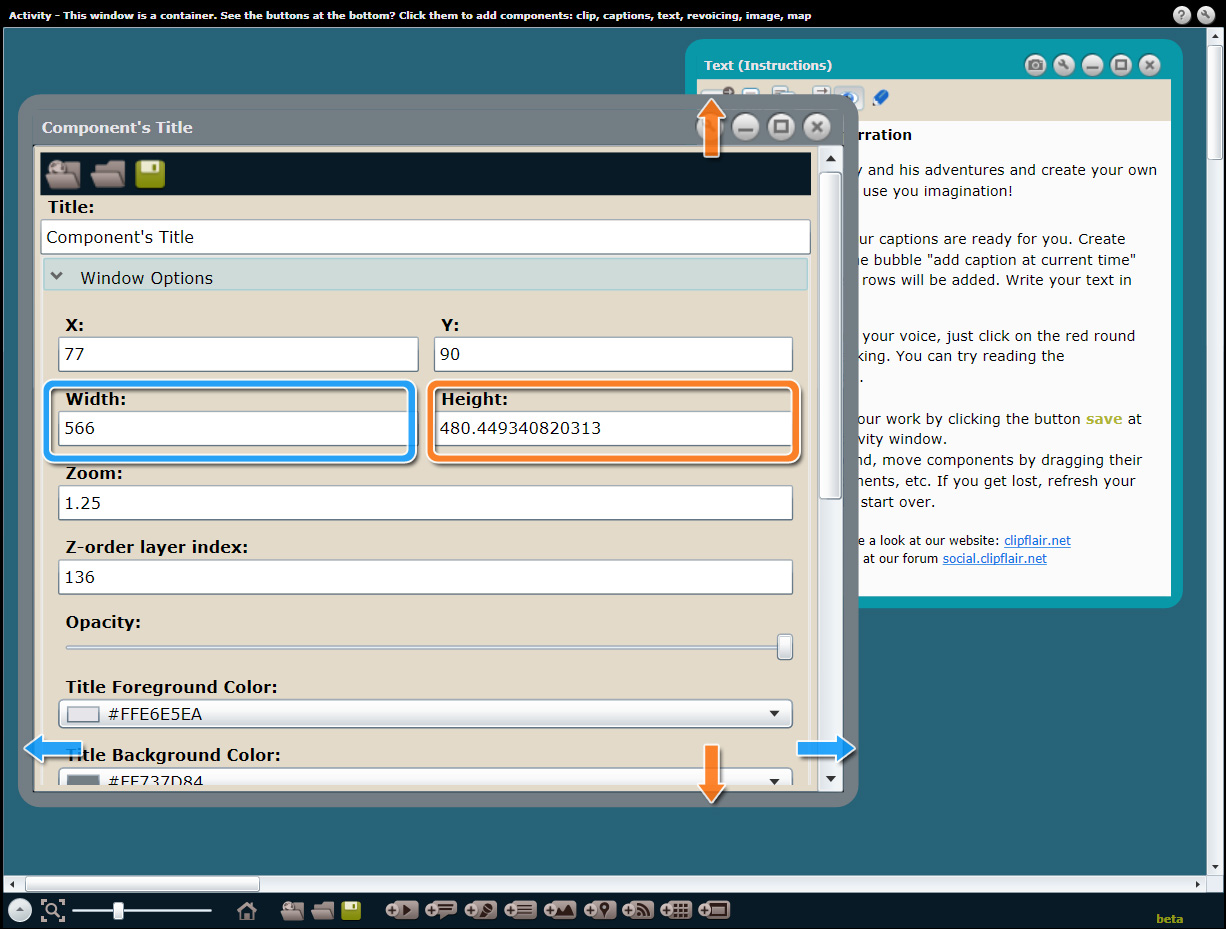 Activity - This window is a container. See the buttons at the bottom? Click them to add components: clip, captions, text, revoicing, image, map
Text (Instructions)
Component's Title
rration
Title:
y and his adventures and create your own
use you imagination!
Component's Title
ur captions are ready for you. Create
e bubble "add caption at current time"
Window Options
rows will be added. Write your text in
X:
Y:
your voice, just click on the red round
77
90
king. You can try reading the
.
Width:
Height:
our work by clicking the button save at
566
480.449340820313
vity window.
nd, move components by dragging their
Zoom:
nents, etc. If you get lost, refresh your
1.25
start over.
e a look at our website: clipflair.net
Z-order layer index:
at our forum social.clipflair.net
136
Opacity:
Title Foreground Color:
#FFE6E5EA
Title Background Color:
#FF737D84
beta